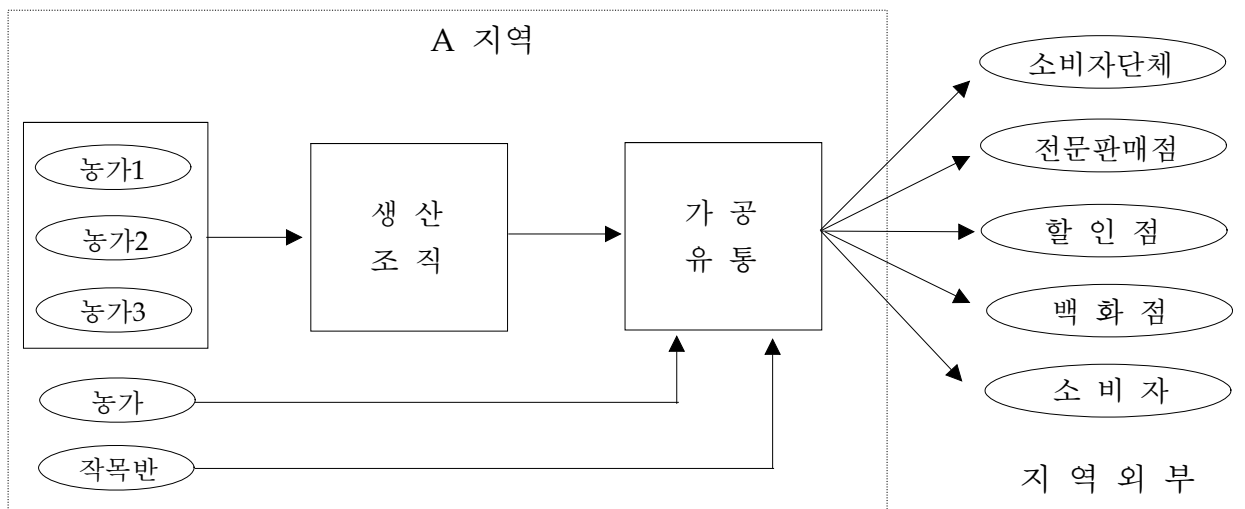 A 지역
농가1
농가2
농가3
생 산
조 직
가 공
유 통
농가
작목반
소비자단체
전문판매점
할 인 점
백 화 점
소 비 자
지 역 외 부